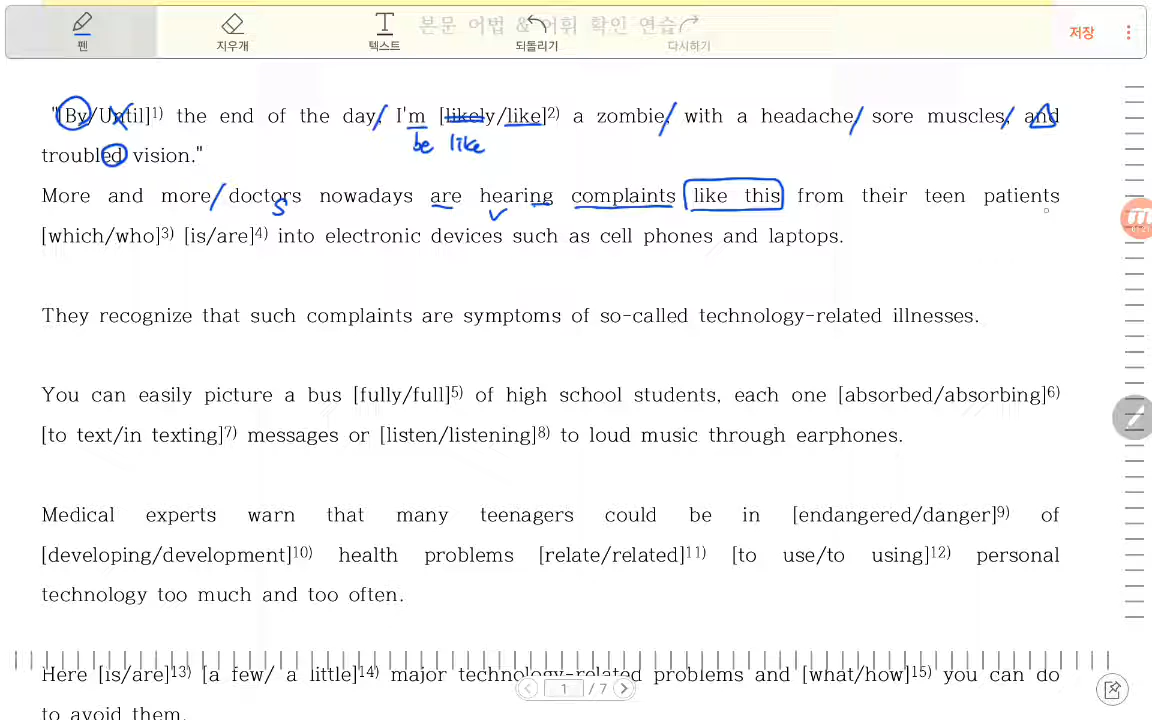 본문 어법 & 어휘 확인 연습
펜 지우개 텍스트 되돌리기 다시하기 저장
"[By/Until]1) the end of the day, I'm [likely/like]2) a zombie, with a headache, sore muscles, and
be like
troubled vision."
More and more doctors nowadays are hearing complaints like this from their teen patients
S V
[which/who]3) [is/are]4) into electronic devices such as cell phones and laptops.
They recognize that such complaints are symptoms of so-called technology-related illnesses.
You can easily picture a bus [fully/full]5) of high school students, each one [absorbed/absorbing]6)
[to text/in texting]7) messages or [listen/listening]8) to loud music through earphones.
Medical experts warn that many teenagers could be in [endangered/danger]9) of
[developing/development]10) health problems [relate/related]11) [to use/to using]12) personal
technology too much and too often.
Here [is/are]13) [a few/ a little]14) major technology-related problems and [what/how]15) you can do
1 / 7
to avoid them.